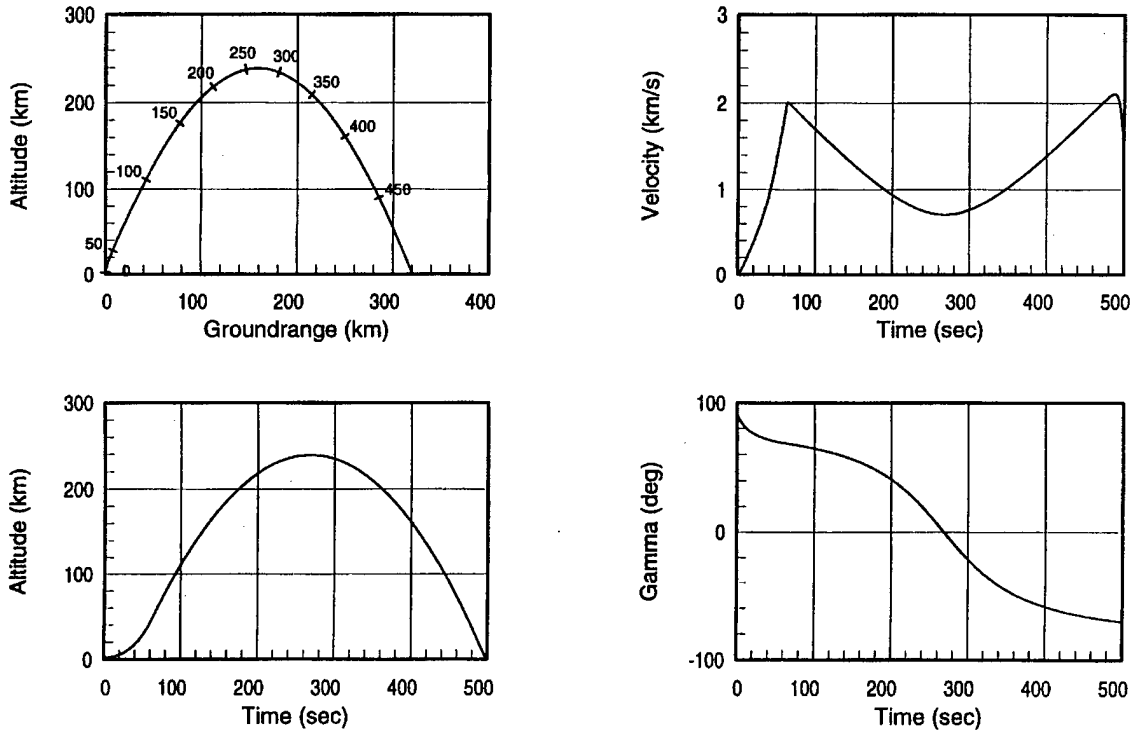 300
200
100
0
Altitude (km)
0 100 200 300 400
Groundrange (km)
0
50
100
150
200
250
300
350
400
450
3
2
1
0
Velocity (km/s)
0 100 200 300 400 500
Time (sec)
300
200
100
0
Altitude (km)
0 100 200 300 400 500
Time (sec)
100
0
-100
Gamma (deg)
0 100 200 300 400 500
Time (sec)